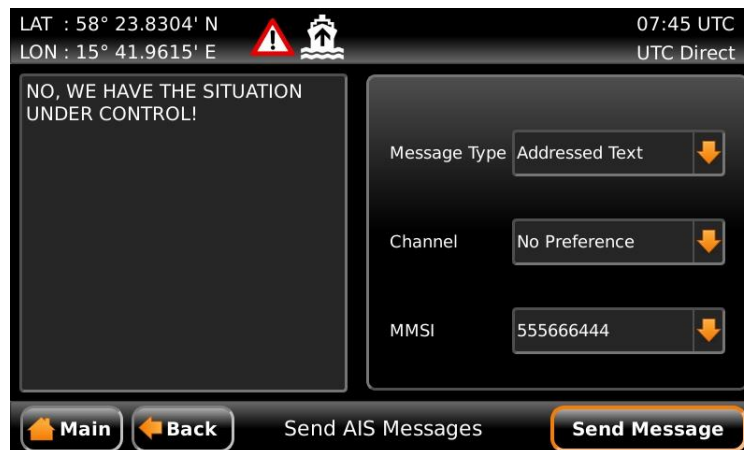 LAT : 58° 23.8304' N
LON : 15° 41.9615' E
07:45 UTC
UTC Direct
NO, WE HAVE THE SITUATION
UNDER CONTROL!
Message Type Addressed Text
Channel No Preference
MMSI 555666444
Main Back Send AIS Messages Send Message